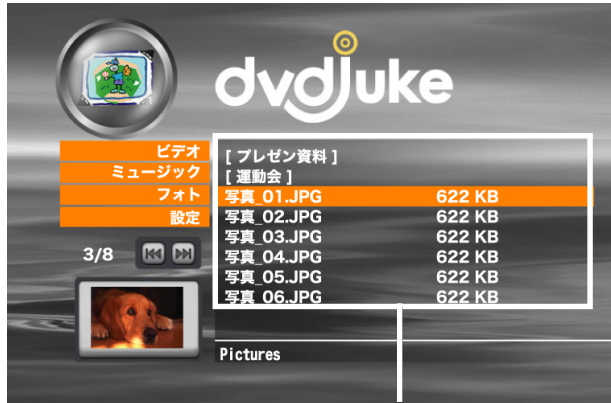 dvdjuke
ビデオ
ミュージック
フォト
設定
3/8
[ プレゼン資料 ]
[ 運動会 ]
写真_01.JPG 622 KB
写真_02.JPG 622 KB
写真_03.JPG 622 KB
写真_04.JPG 622 KB
写真_05.JPG 622 KB
写真_06.JPG 622 KB
Pictures